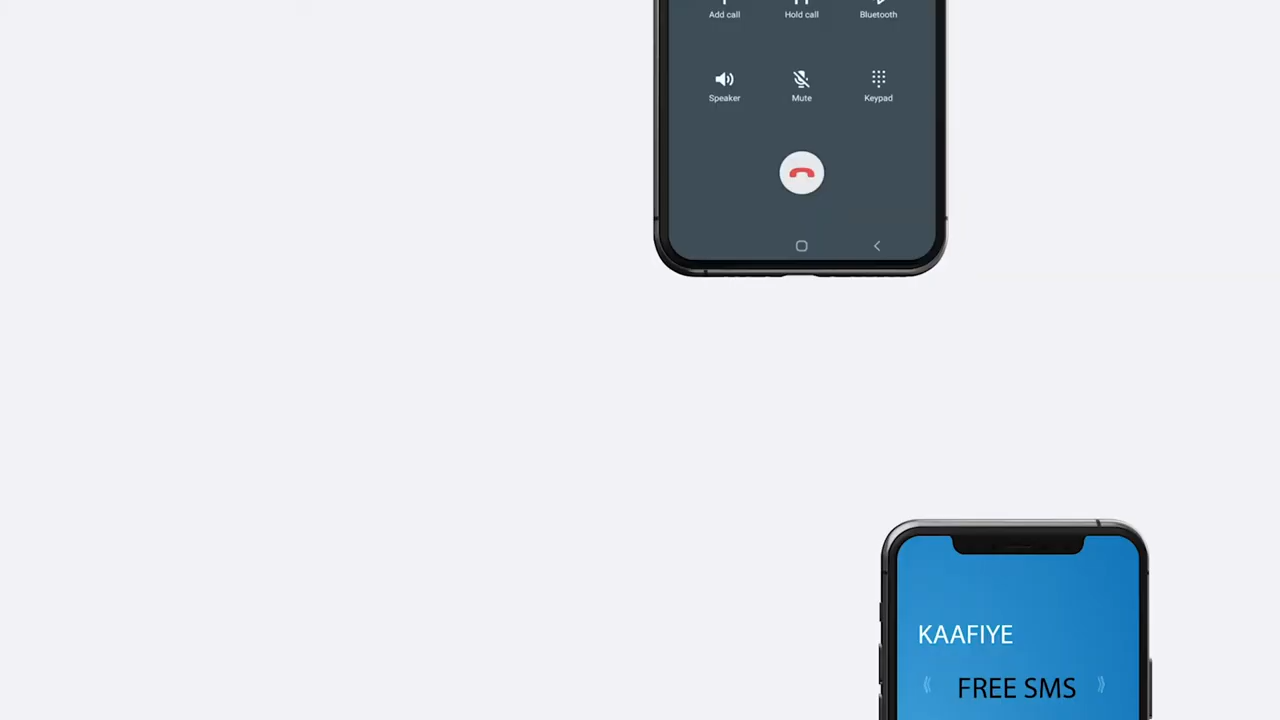 Add call Hold call Bluetooth
Speaker Mute Keypad
KAAFIYE
FREE SMS